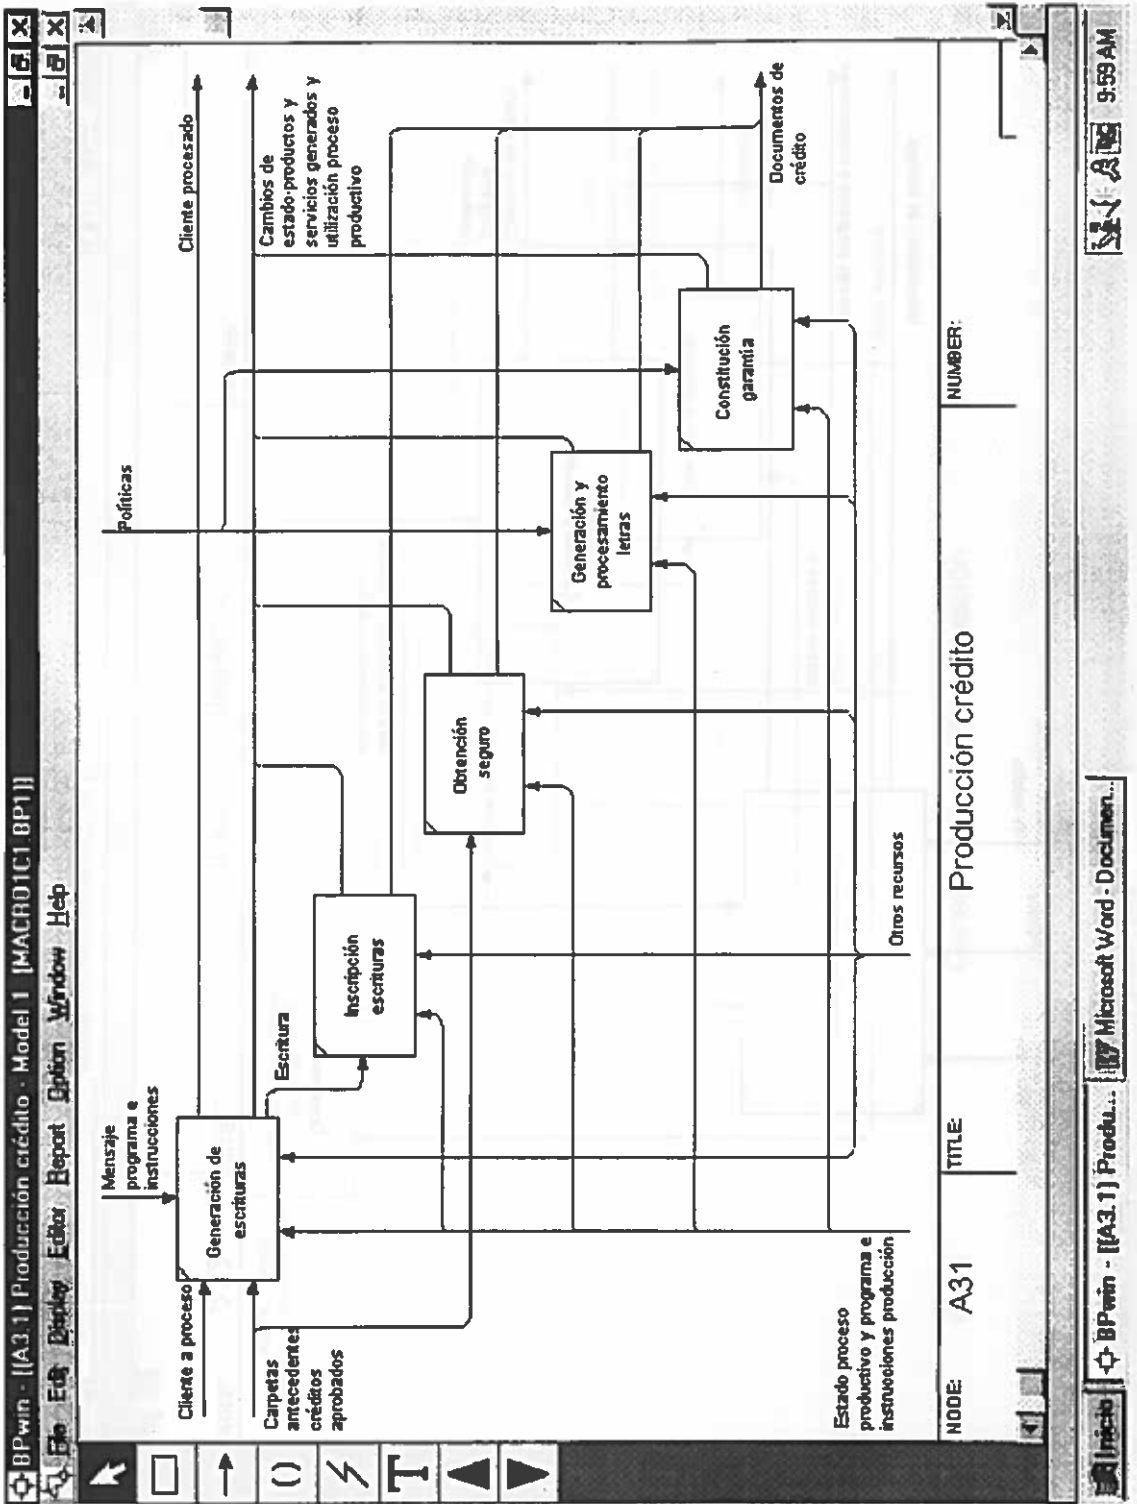 BPwin - [(A3.1) Producción crédito - Model 1 [MACRO1C1.BP1]]
File Edit Display Editor Report Option Window Help
Cliente procesado
Cambios de
estado-productos y
servicios generados y
utilización proceso
productivo
Políticas
Mensaje
programa e
instrucciones
Cliente a proceso
Carpetas
antecedentes
créditos
aprobados
Generación de
escrituras
Escritura
Inscripción
escrituras
Obtención
seguro
Generación y
procesamiento
letras
Constitución
garantía
Documentos de
crédito
Otros recursos
Estado proceso
productivo y programa e
instrucciones producción
NODE: A31
TITLE: Producción crédito
NUMBER:
Inicio
BPwin - [(A3.1) Produ...
Microsoft Word - Documen...
9:59 AM